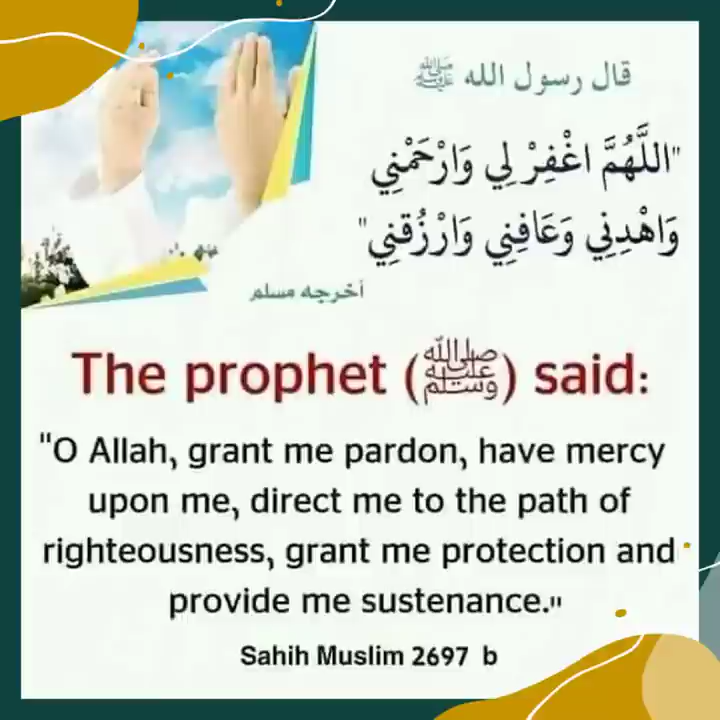 قال رسول الله ﷺ
"اللَّهُمَّ اغْفِرْ لِي وَارْحَمْنِي
وَاهْدِنِي وَعَافِنِي وَارْزُقْنِي"
أخرجه مسلم
The prophet (ﷺ) said:
"O Allah, grant me pardon, have mercy
upon me, direct me to the path of
righteousness, grant me protection and
provide me sustenance."
Sahih Muslim 2697 b